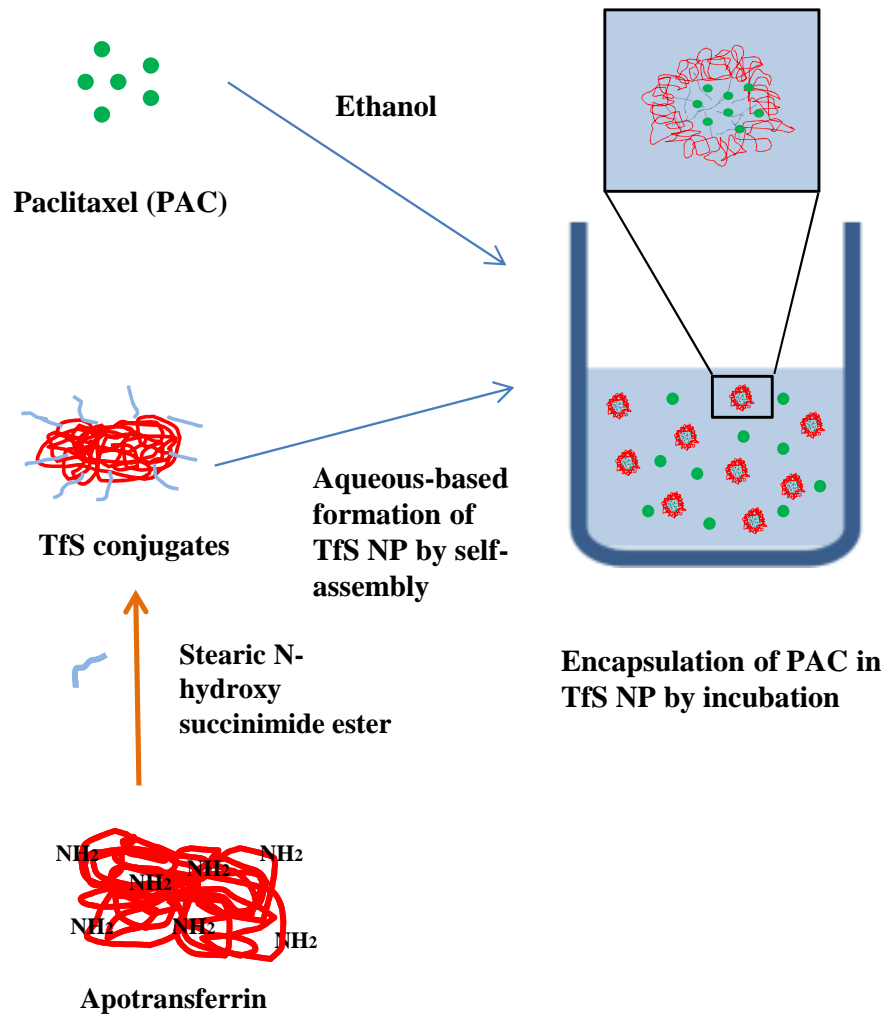 Ethanol
Paclitaxel (PAC)
TfS conjugates
Aqueous-based
formation of
TfS NP by self-
assembly
Stearic N-
hydroxy
succinimide ester
Encapsulation of PAC in
TfS NP by incubation
NH2
NH2
NH2
NH2
NH2
NH2
NH2
Apotransferrin